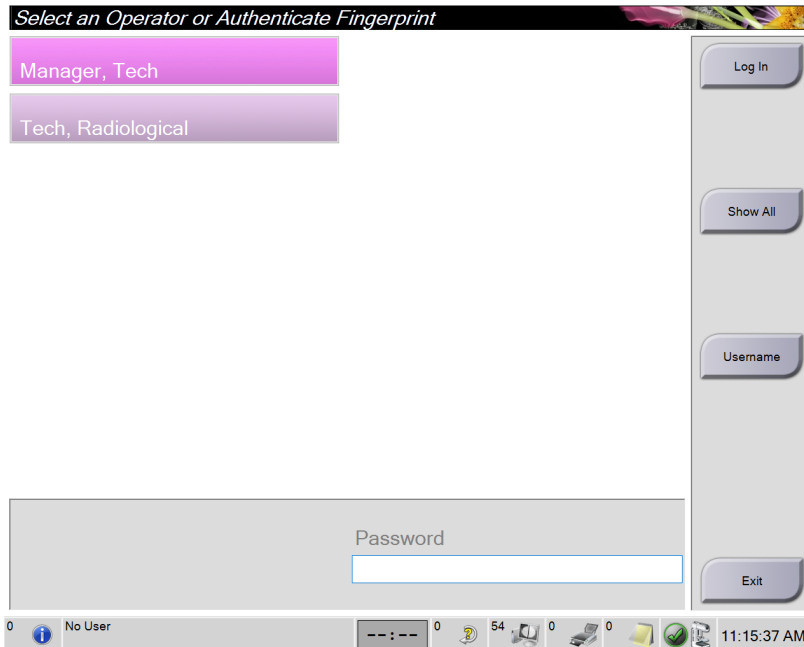 Select an Operator or Authenticate Fingerprint
Manager, Tech
Tech, Radiological
Log In
Show All
Username
Password
Exit
0 No User --:-- 0 54 0 0 11:15:37 AM